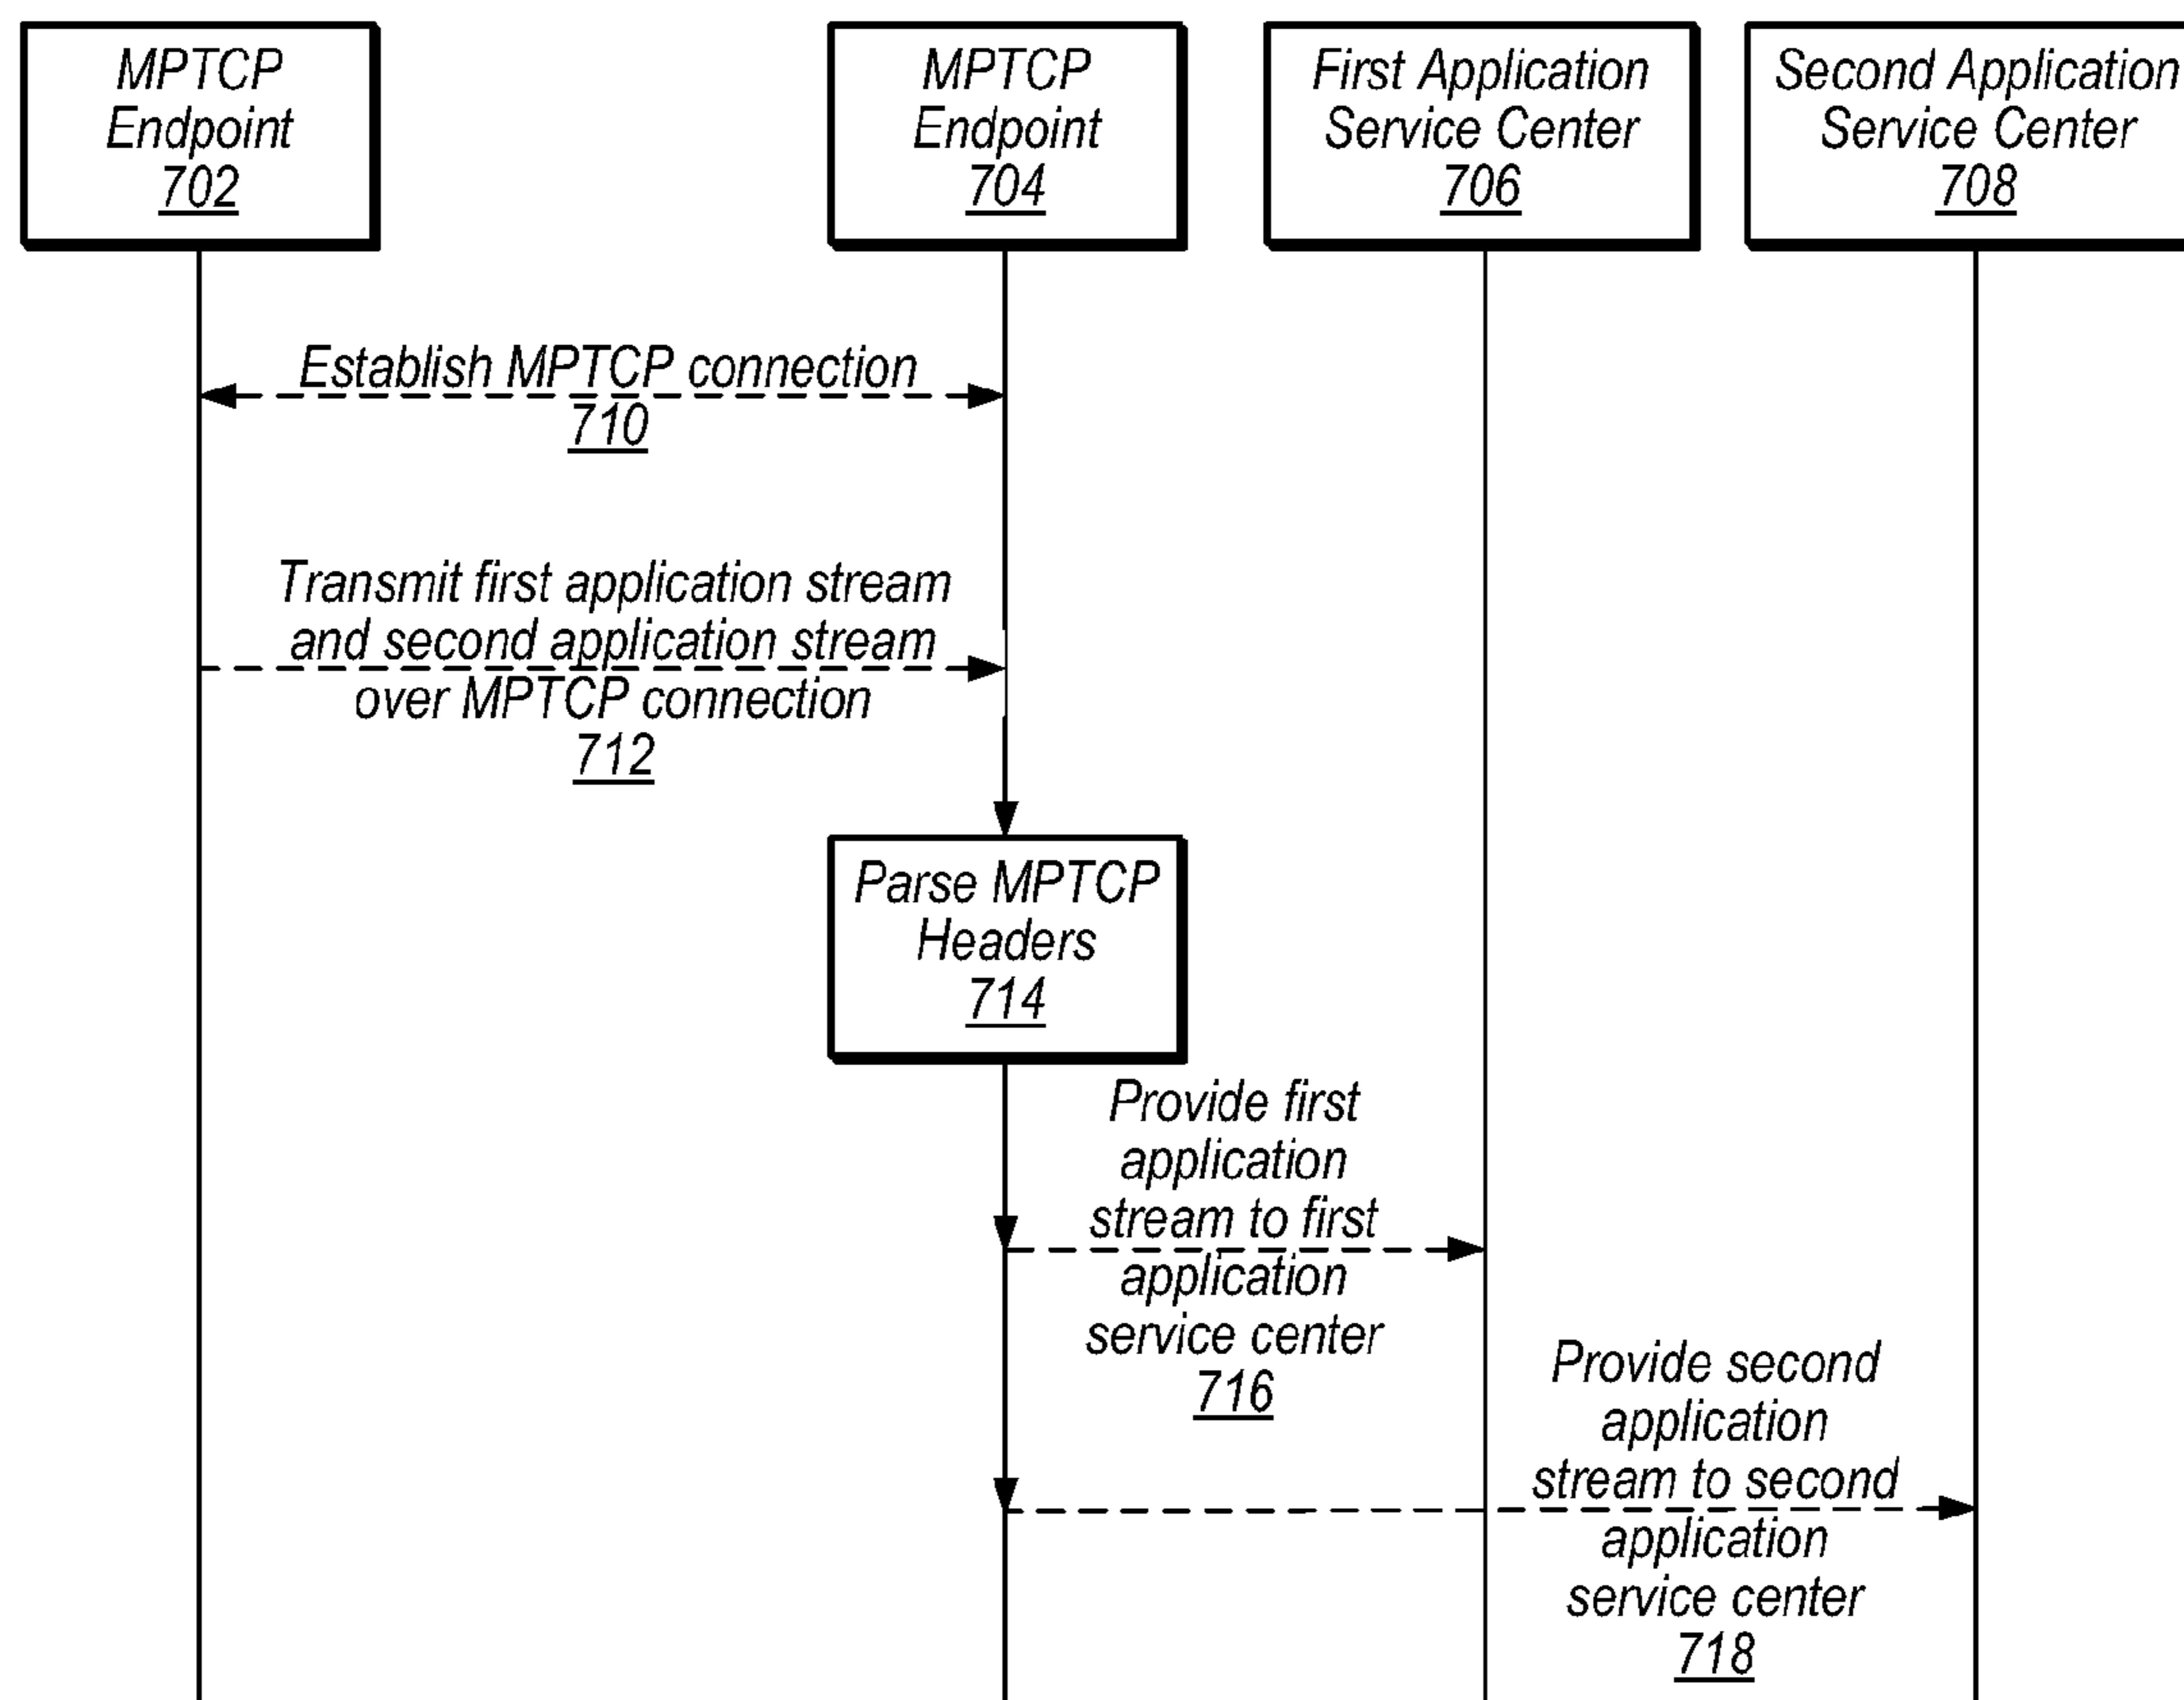 MPTCP
Endpoint
702
MPTCP
Endpoint
704
First Application
Service Center
706
Second Application
Service Center
708
Establish MPTCP connection
710
Transmit first application stream
and second application stream
over MPTCP connection
712
Parse MPTCP
Headers
714
Provide first
application
stream to first
application
service center
716
Provide second
application
stream to second
application
service center
718